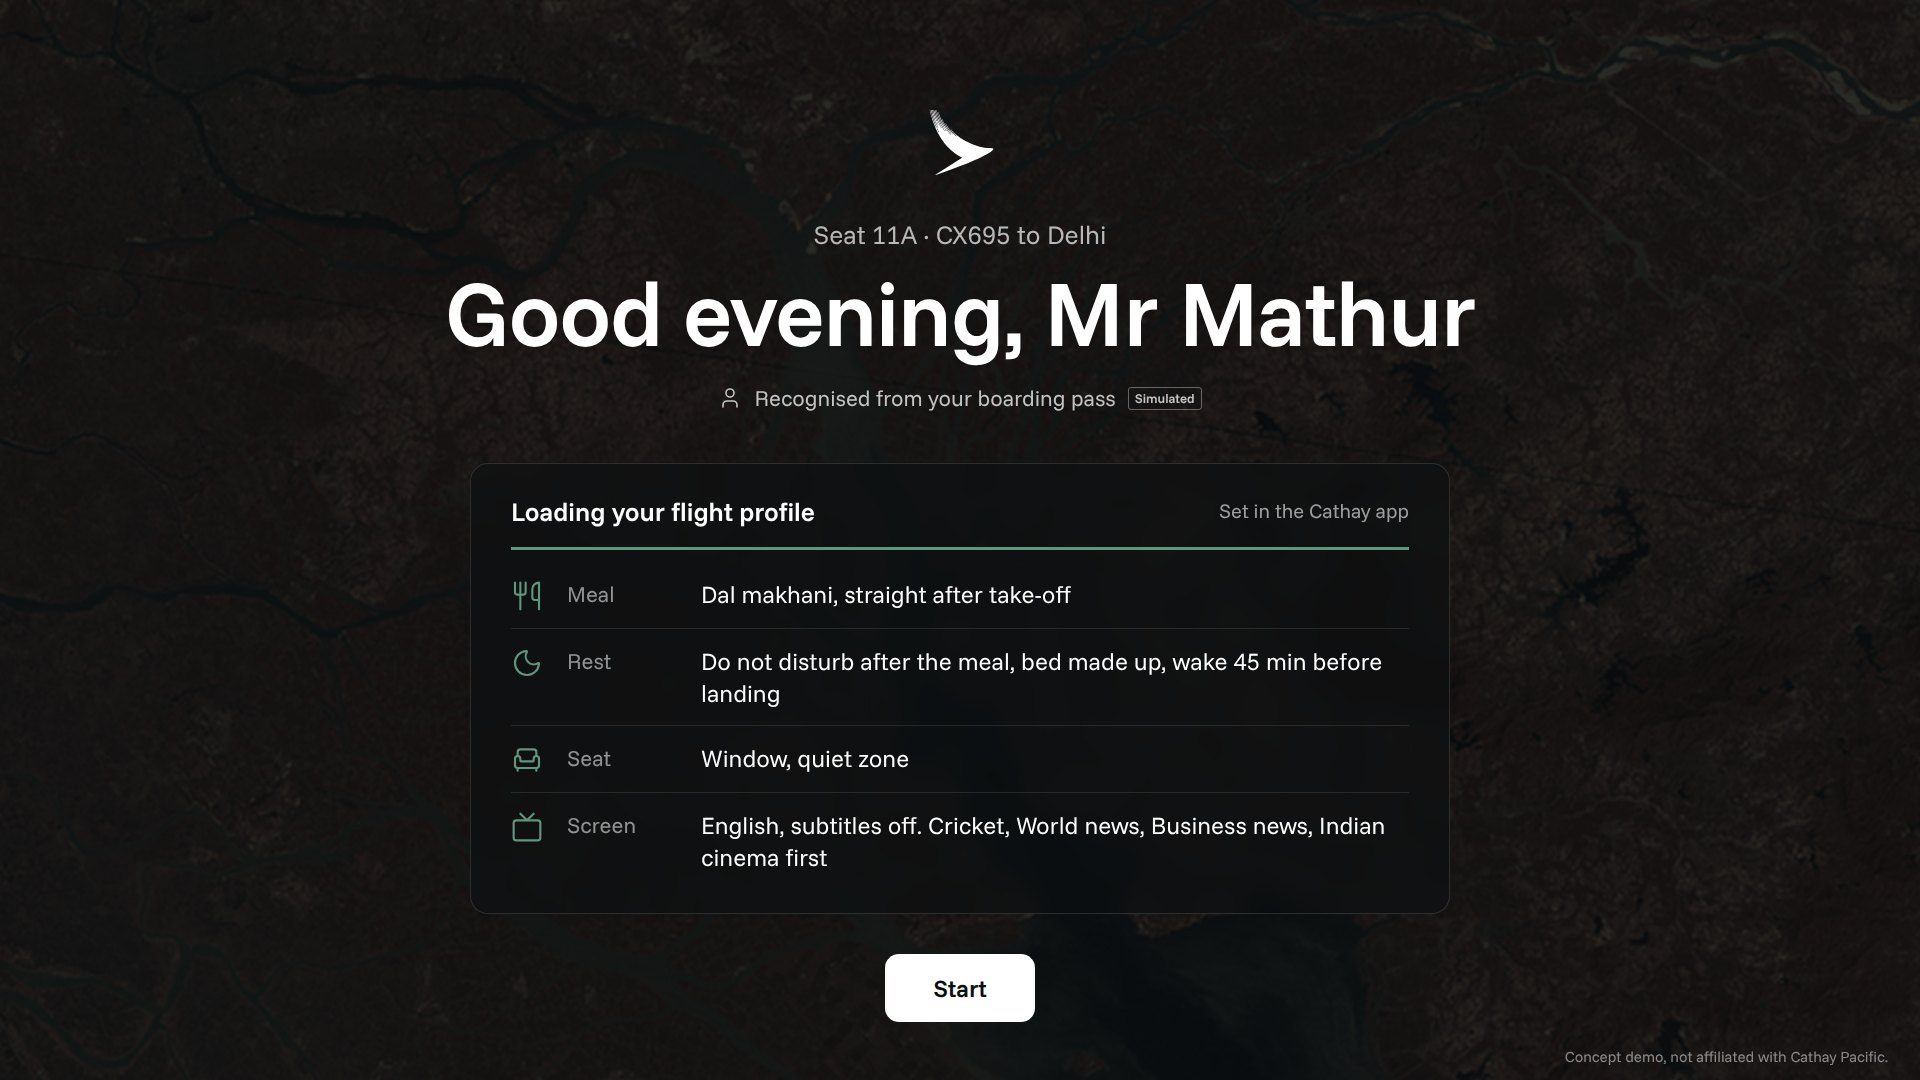 Seat 11A · CX695 to Delhi
Good evening, Mr Mathur
Recognised from your boarding pass Simulated
Loading your flight profile Set in the Cathay app
Meal Dal makhani, straight after take-off
Rest Do not disturb after the meal, bed made up, wake 45 min before
landing
Seat Window, quiet zone
Screen English, subtitles off. Cricket, World news, Business news, Indian
cinema first
Start
Concept demo, not affiliated with Cathay Pacific.